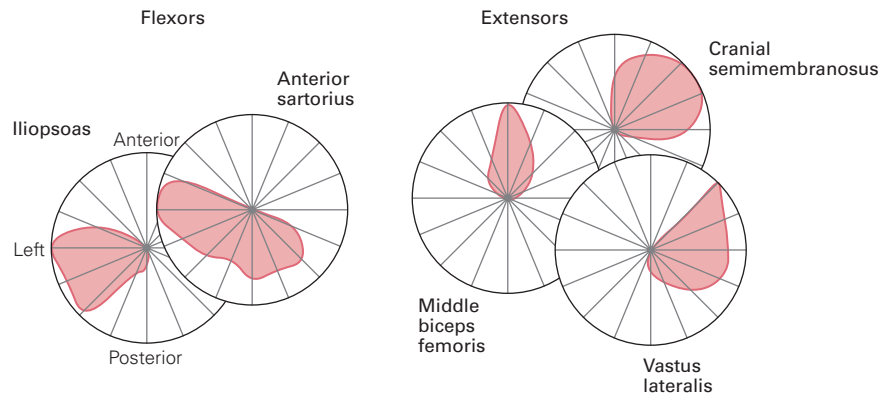 Flexors
Extensors
Cranial
semimembranosus
Anterior
sartorius
Iliopsoas
Anterior
Left
Posterior
Middle
biceps
femoris
Vastus
lateralis